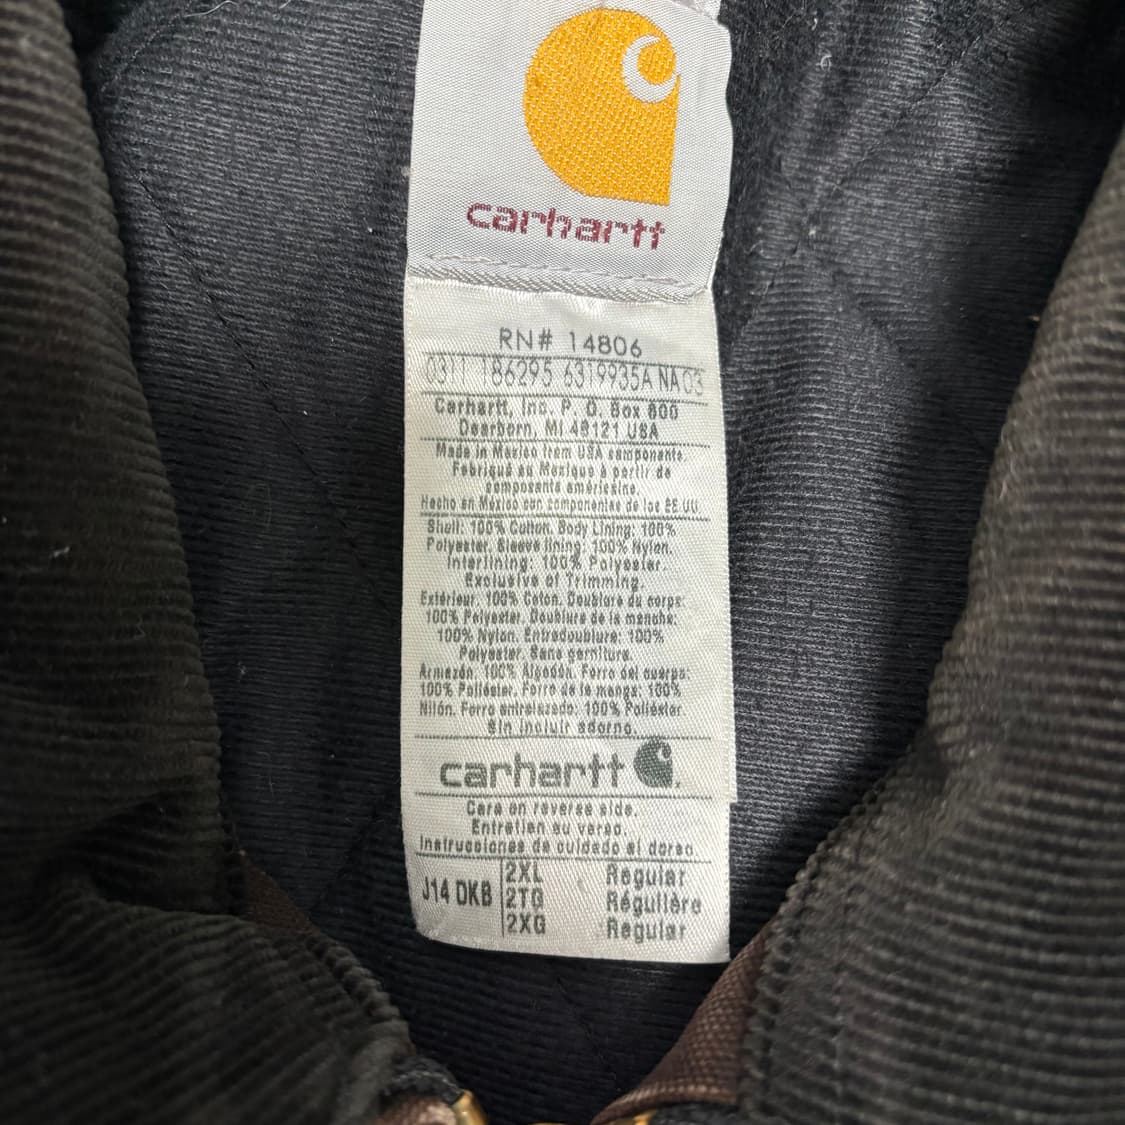 carhartt
RN# 14806
0311 186295 6319935A NA 03
Carhartt, Inc. P. O. Box 600
Dearborn, MI 48121 USA
Made in Mexico from USA components.
Fabriqué au Mexique à partir de
composants américains.
Hecho en México con componentes de los EE.UU.
Shell: 100% Cotton. Body Lining: 100%
Polyester. Sleeve lining: 100% Nylon.
Interlining: 100% Polyester.
Exclusive of Trimming.
Extérieur: 100% Coton. Doublure du corps:
100% Polyester. Doublure de la manche:
100% Nylon. Entredoublure: 100%
Polyester. Sans garniture.
Armazón: 100% Algodón. Forro del cuerpo:
100% Poliéster. Forro de la manga: 100%
Nilón. Forro entrelazado: 100% Poliéster.
Sin incluir adorno.
carhartt
Care on reverse side.
Entretien au verso.
Instrucciones de cuidado al dorso
2XL Regular
J14 DKB 2TG Régulière
2XG Regular